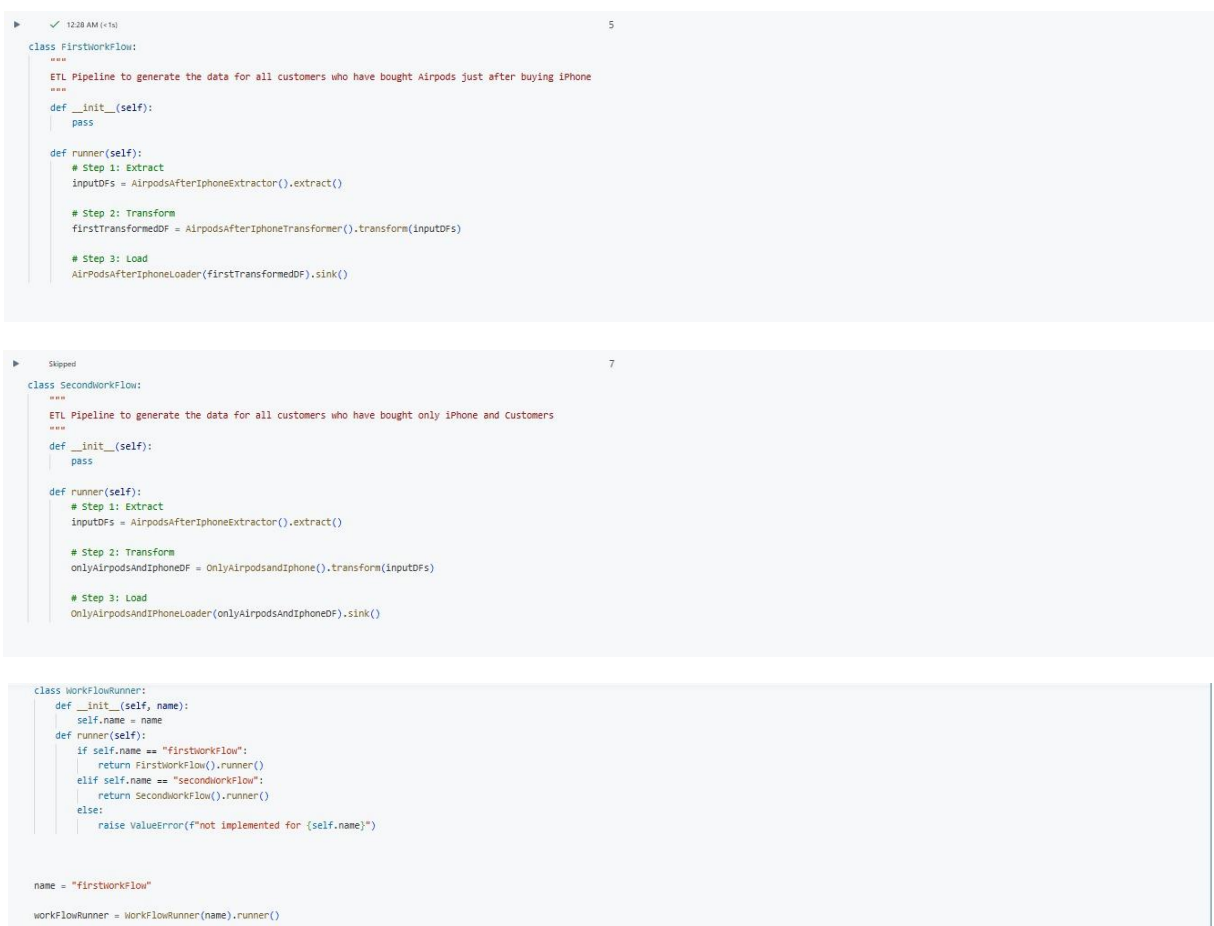 12:28 AM (<1s)
5
class FirstWorkFlow:
"""
ETL Pipeline to generate the data for all customers who have bought Airpods just after buying iPhone
"""
def __init__(self):
pass
def runner(self):
# Step 1: Extract
inputDFs = AirpodsAfterIphoneExtractor().extract()
# Step 2: Transform
firstTransformedDF = AirpodsAfterIphoneTransformer().transform(inputDFs)
# Step 3: Load
AirPodsAfterIphoneLoader(firstTransformedDF).sink()
Skipped
7
class SecondWorkFlow:
"""
ETL Pipeline to generate the data for all customers who have bought only iPhone and Customers
"""
def __init__(self):
pass
def runner(self):
# Step 1: Extract
inputDFs = AirpodsAfterIphoneExtractor().extract()
# Step 2: Transform
onlyAirpodsAndIphoneDF = OnlyAirpodsandIphone().transform(inputDFs)
# Step 3: Load
OnlyAirpodsAndIPhoneLoader(onlyAirpodsAndIphoneDF).sink()
class WorkFlowRunner:
def __init__(self, name):
self.name = name
def runner(self):
if self.name == "firstWorkFlow":
return FirstWorkFlow().runner()
elif self.name == "secondWorkFlow":
return SecondWorkFlow().runner()
else:
raise ValueError(f"not implemented for {self.name}")
name = "firstWorkFlow"
workFlowRunner = WorkFlowRunner(name).runner()